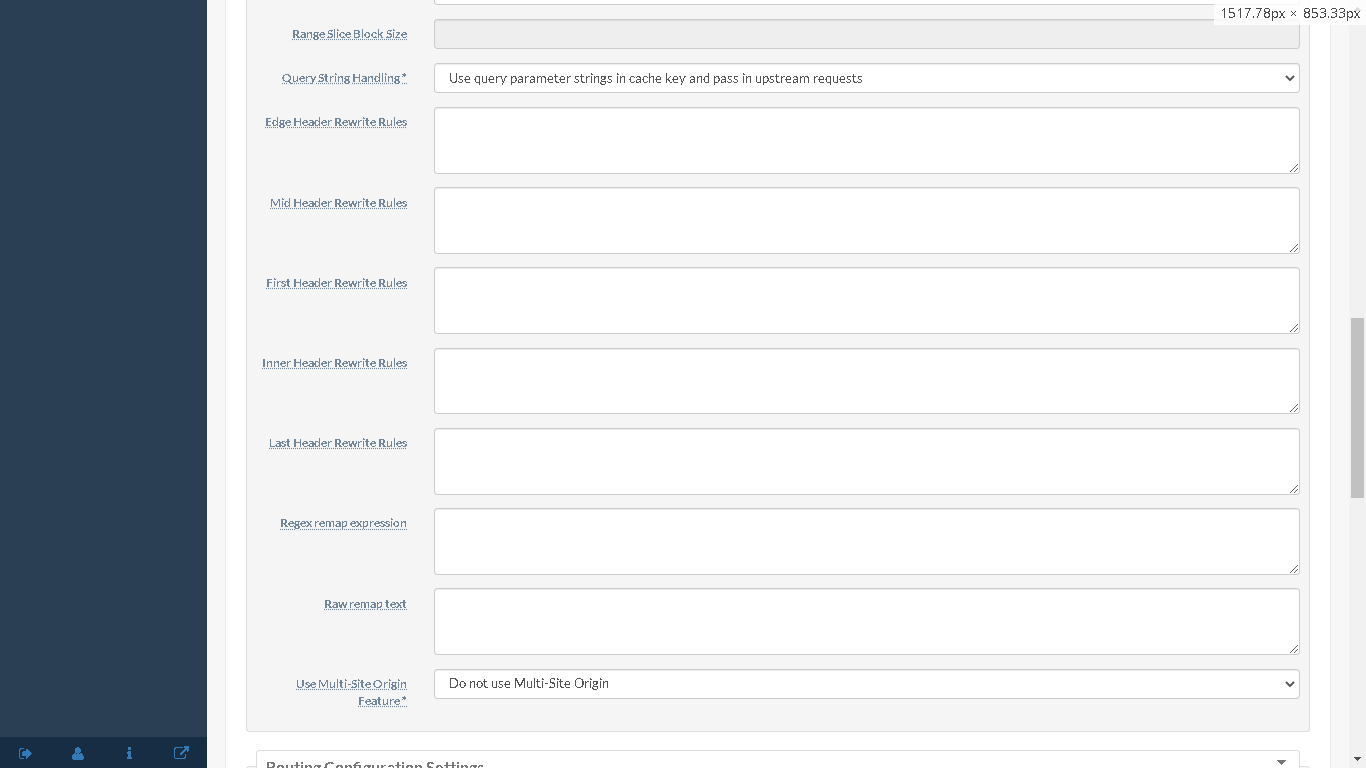 1517.78px × 853.33px
Range Slice Block Size
Query String Handling*
Use query parameter strings in cache key and pass in upstream requests
Edge Header Rewrite Rules
Mid Header Rewrite Rules
First Header Rewrite Rules
Inner Header Rewrite Rules
Last Header Rewrite Rules
Regex remap expression
Raw remap text
Use Multi-Site Origin
Feature*
Do not use Multi-Site Origin
Routing Configuration Settings